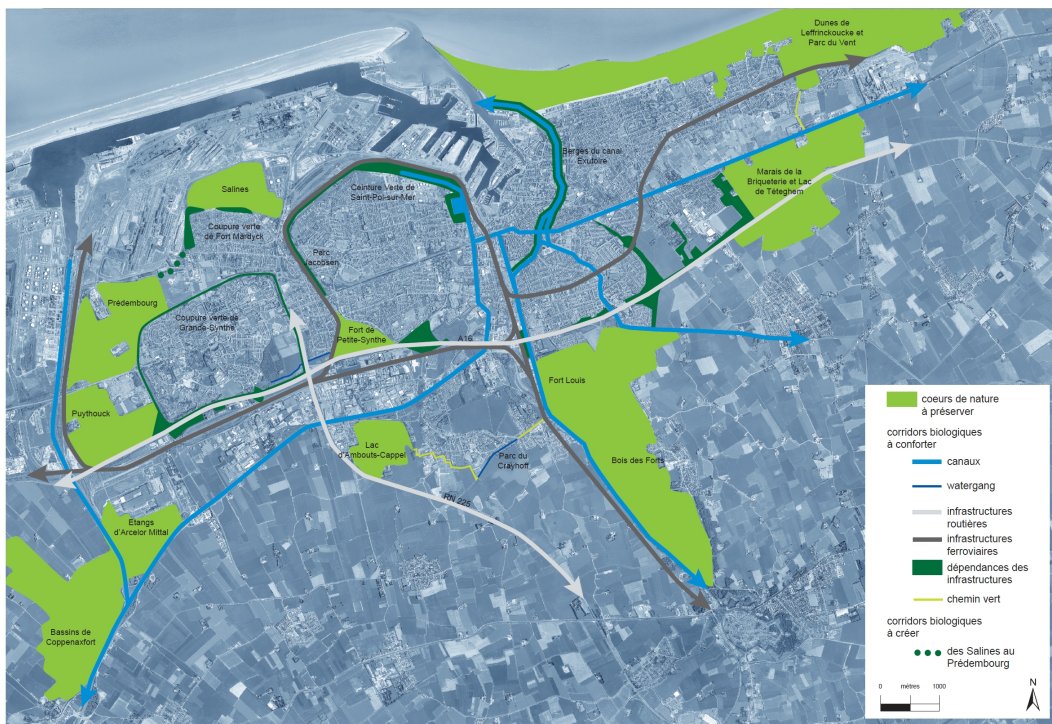 Dunes de
Leffrinckoucke et
Parc du Vent
Berges du canal
Exutoire
Marais de la
Briqueterie et Lac
de Téteghem
Salines
Ceinture Verte de
Saint-Pol-sur-Mer
Coupure verte
de Fort Mardyck
Parc
Jacobsen
Prédembourg
Coupure verte de
Grande-Synthe
Fort de
Petite-Synthe
A16
Fort Louis
Puythouck
Lac
d'Ambouts-Cappel
Parc du
Crayhoff
Bois des Forts
RN 225
Étangs
d'Arcelor Mittal
Bassins de
Coppenaxfort
coeurs de nature
à préserver
corridors biologiques
à conforter
canaux
watergang
infrastructures
routières
infrastructures
ferroviaires
dépendances des
infrastructures
chemin vert
corridors biologiques
à créer
des Salines au
Prédembourg
N
0 mètres 1000